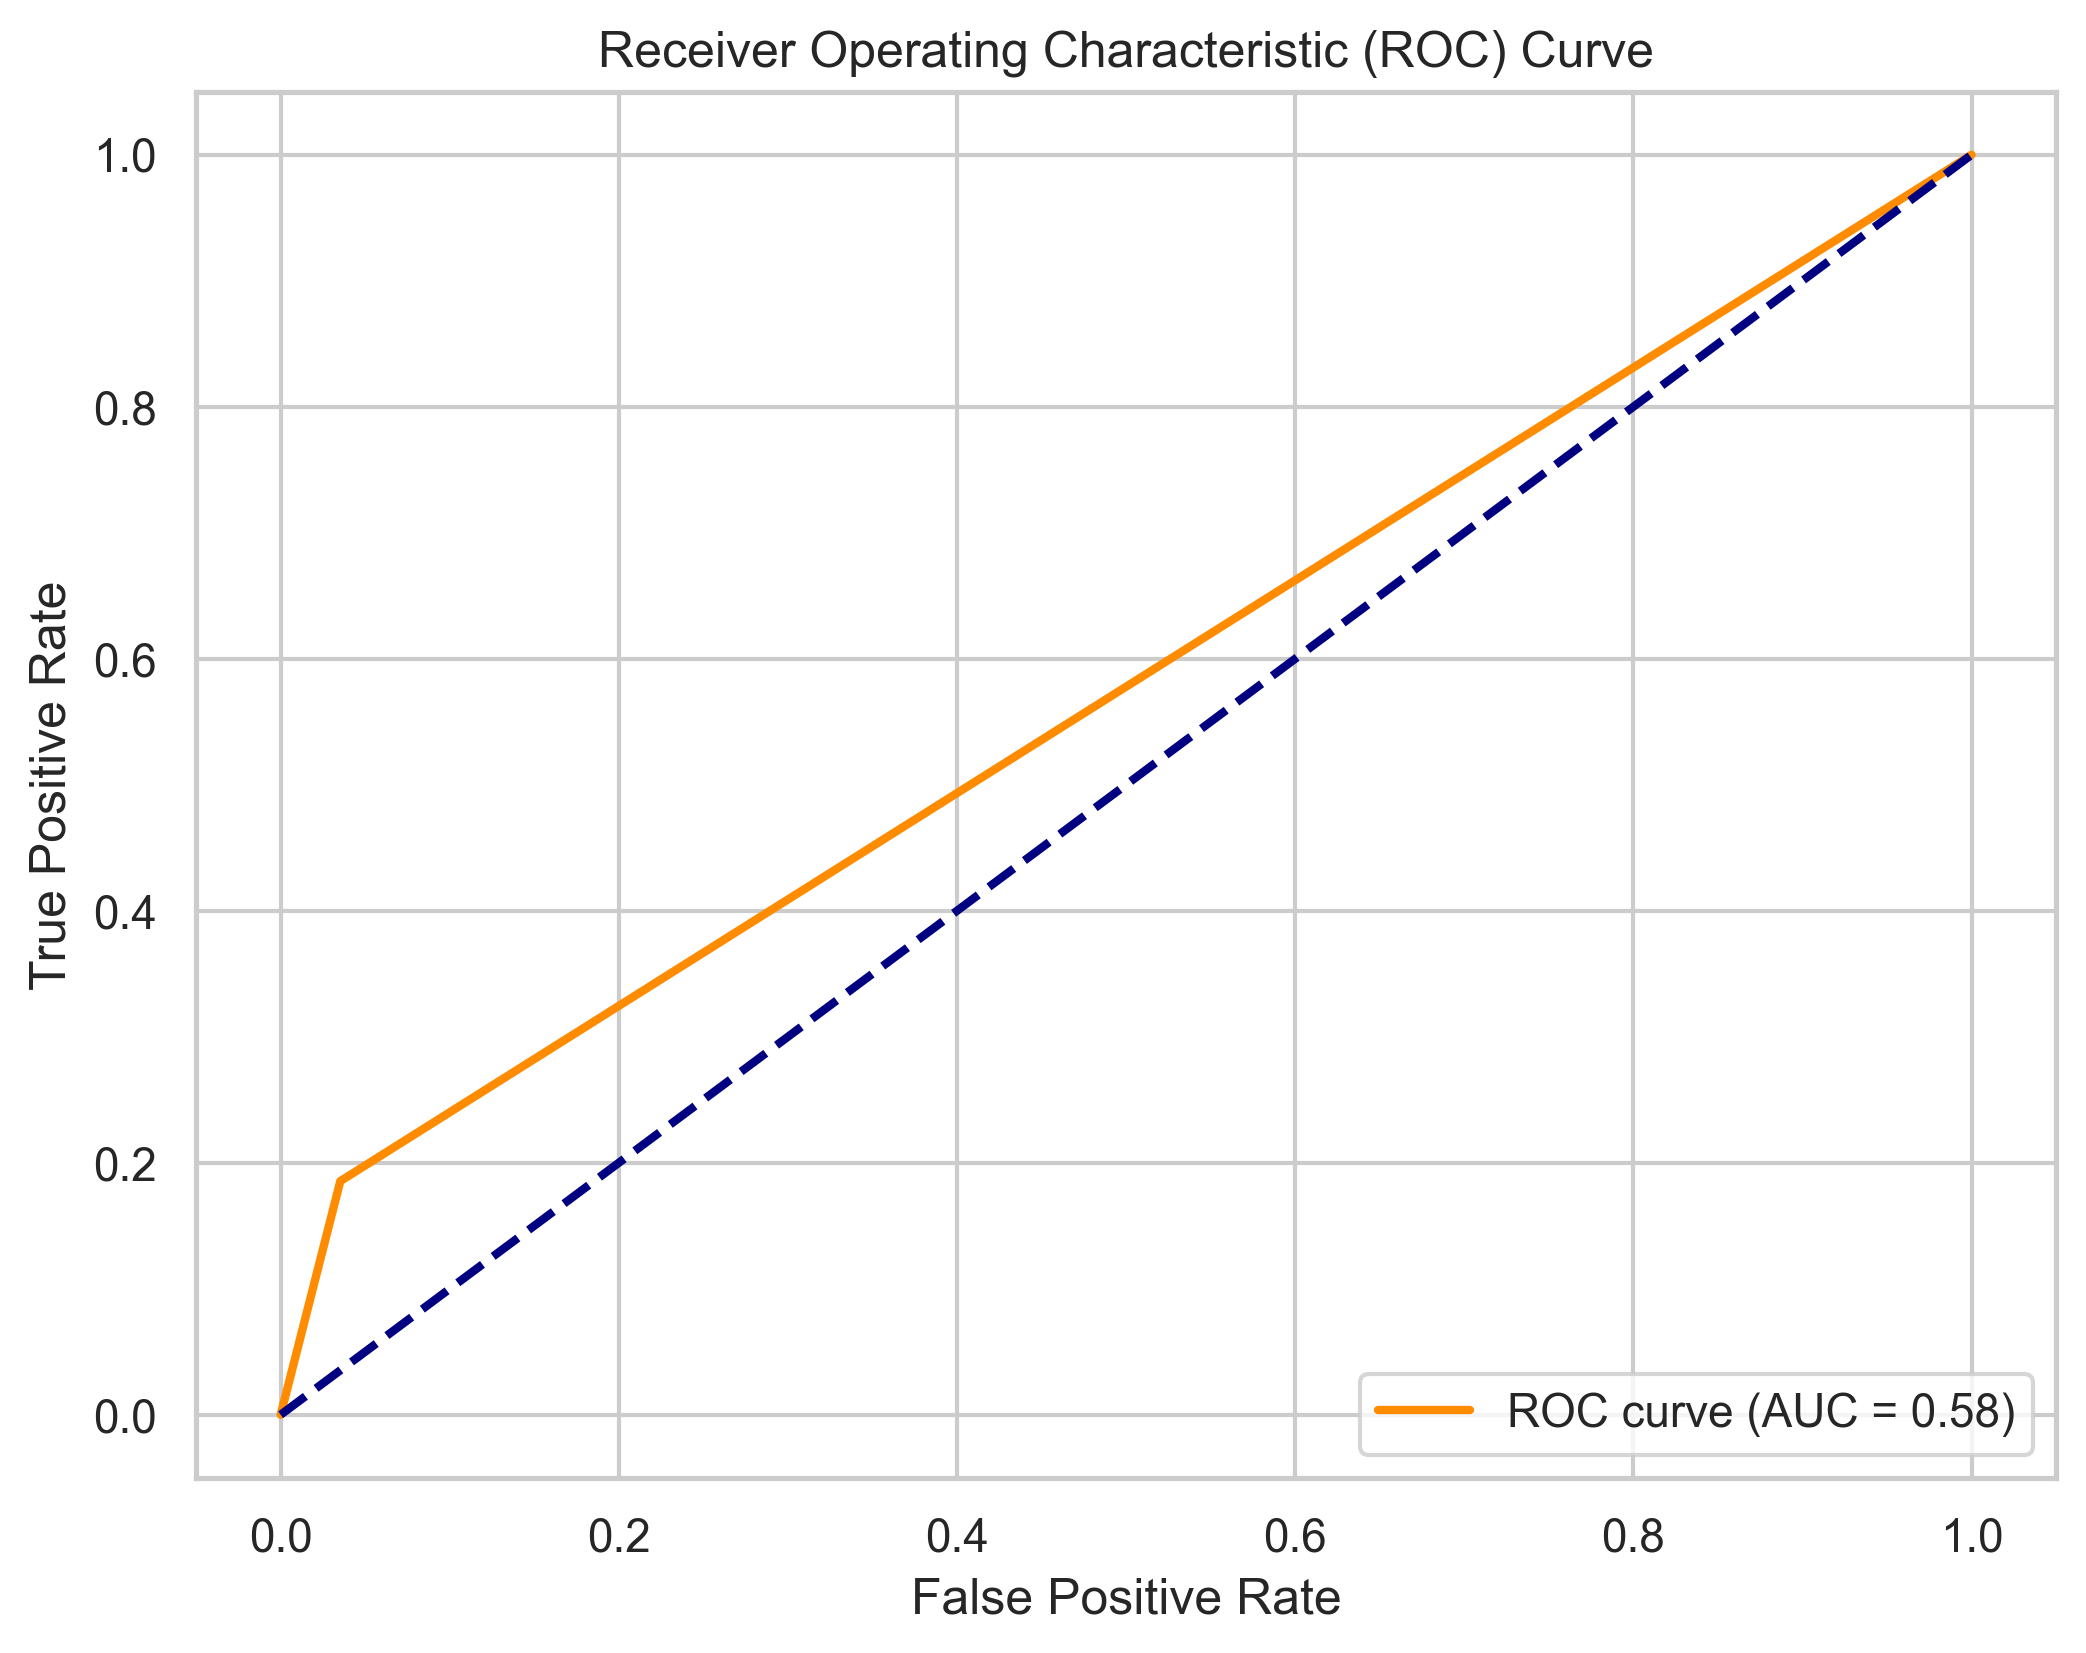 Receiver Operating Characteristic (ROC) Curve
True Positive Rate
1.0
0.8
0.6
0.4
0.2
0.0
ROC curve (AUC = 0.58)
0.0 0.2 0.4 0.6 0.8 1.0
False Positive Rate